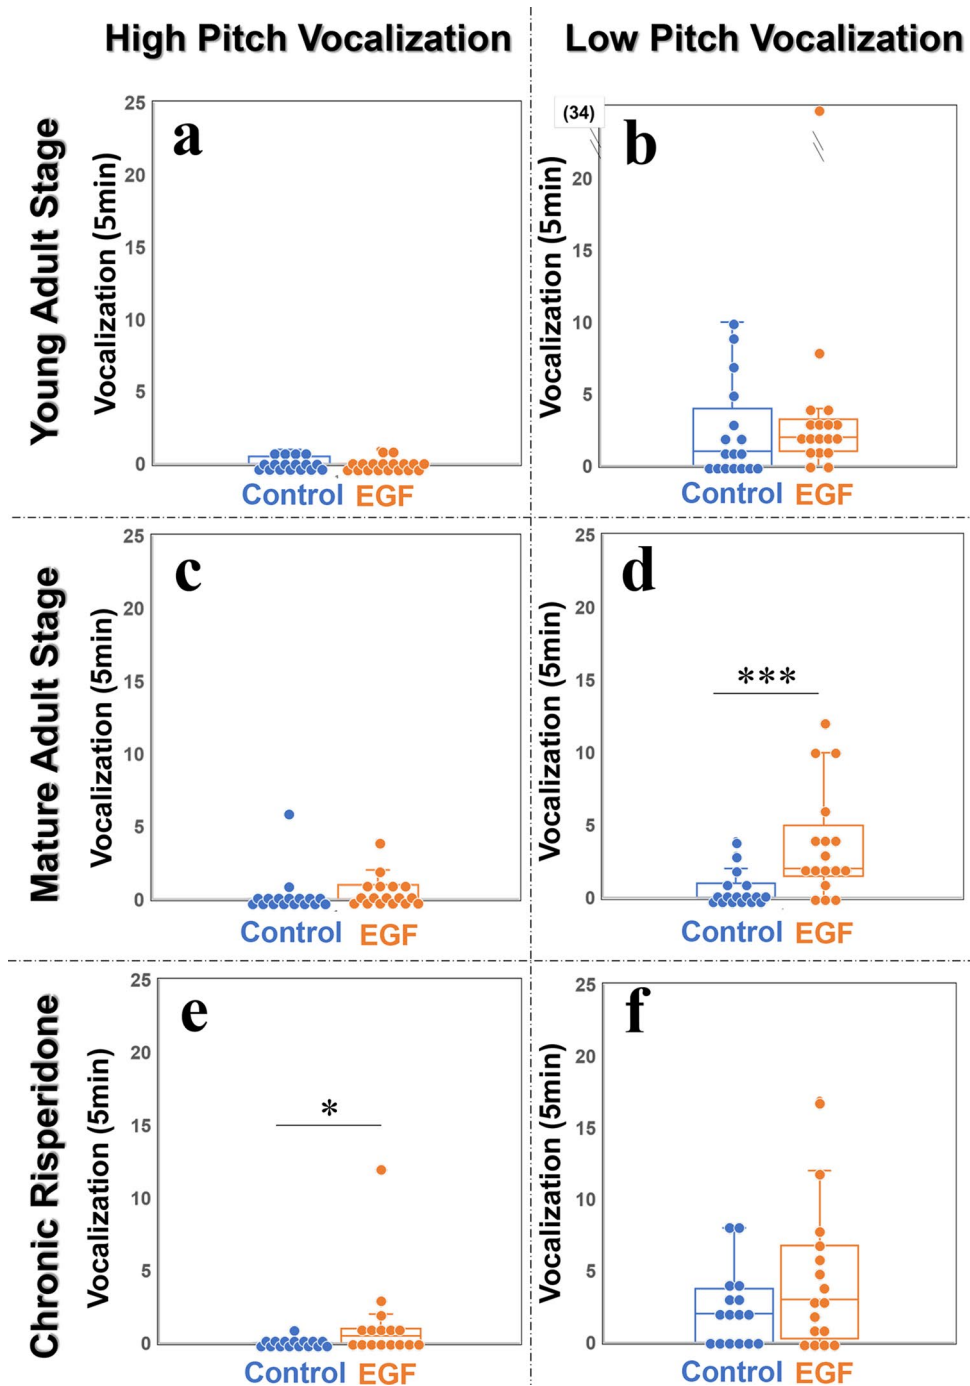 High Pitch Vocalization
Low Pitch Vocalization
Young Adult Stage
Vocalization (5min)
25
20
15
10
5
0
a
Control
EGF
Vocalization (5min)
(34)
20
15
10
5
0
b
Control
EGF
Mature Adult Stage
Vocalization (5min)
25
20
15
10
5
0
c
Control
EGF
Vocalization (5min)
25
20
15
10
5
0
d
***
Control
EGF
Chronic Risperidone
Vocalization (5min)
25
20
15
10
5
0
e
*
Control
EGF
Vocalization (5min)
25
20
15
10
5
0
f
Control
EGF